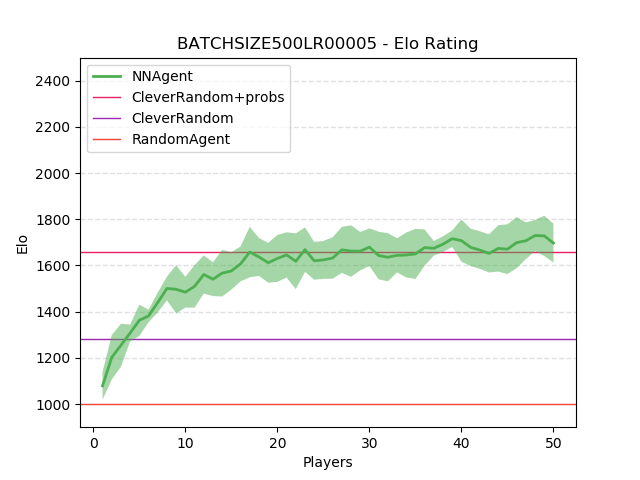 BATCHSIZE500LR00005 - Elo Rating
NNAgent
CleverRandom+probs
CleverRandom
RandomAgent
2400
2200
2000
1800
1600
1400
1200
1000
Elo
0
10
20
30
40
50
Players